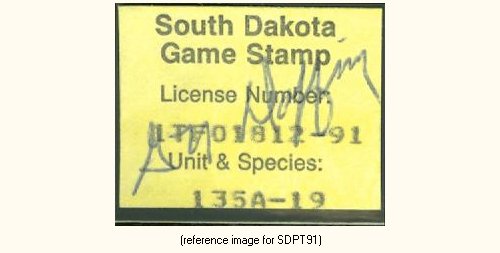 South Dakota
Game Stamp
License Number:
Unit & Species:
135A-19
(reference image for SDPT91)